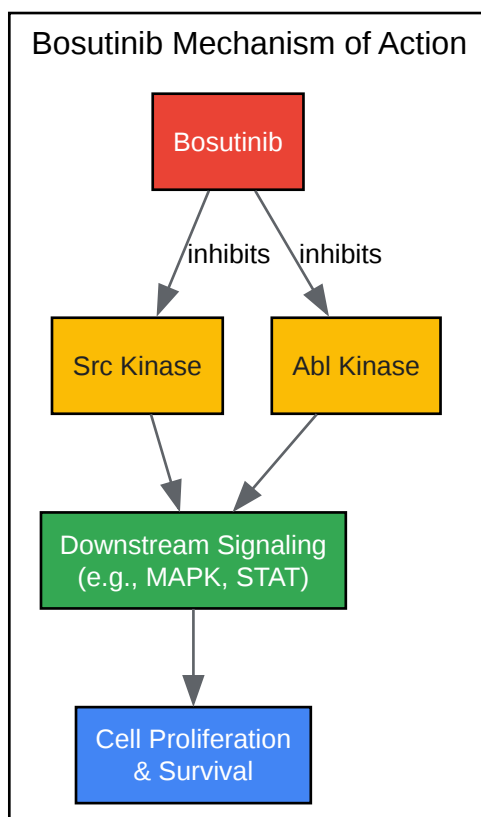 Bosutinib Mechanism of Action
Bosutinib
inhibits
inhibits
Src Kinase
Abl Kinase
Downstream Signaling
(e.g., MAPK, STAT)
Cell Proliferation
& Survival